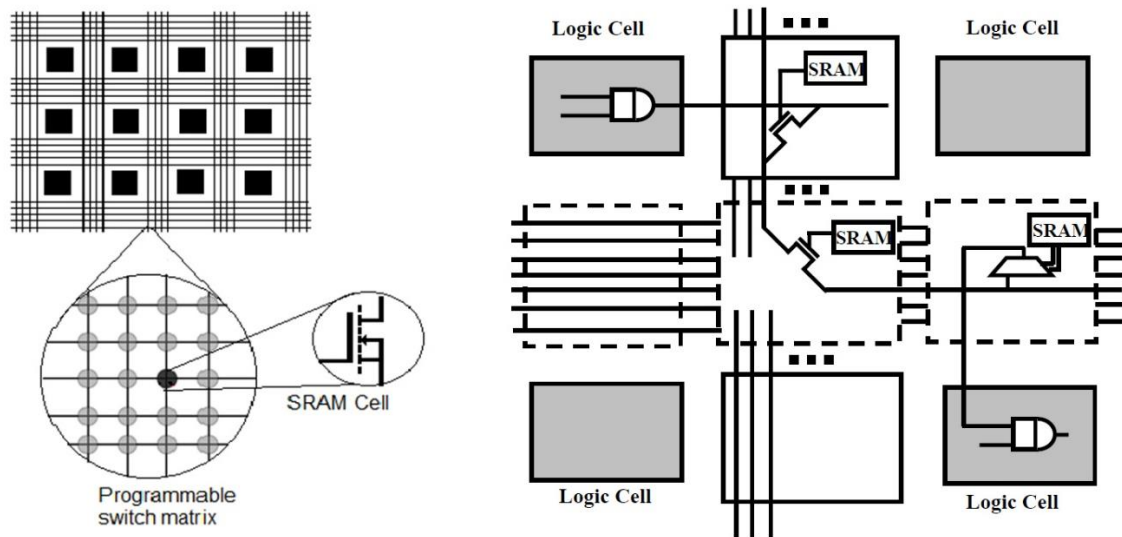 SRAM Cell
Programmable
switch matrix
Logic Cell
Logic Cell
SRAM
SRAM
SRAM
Logic Cell
Logic Cell